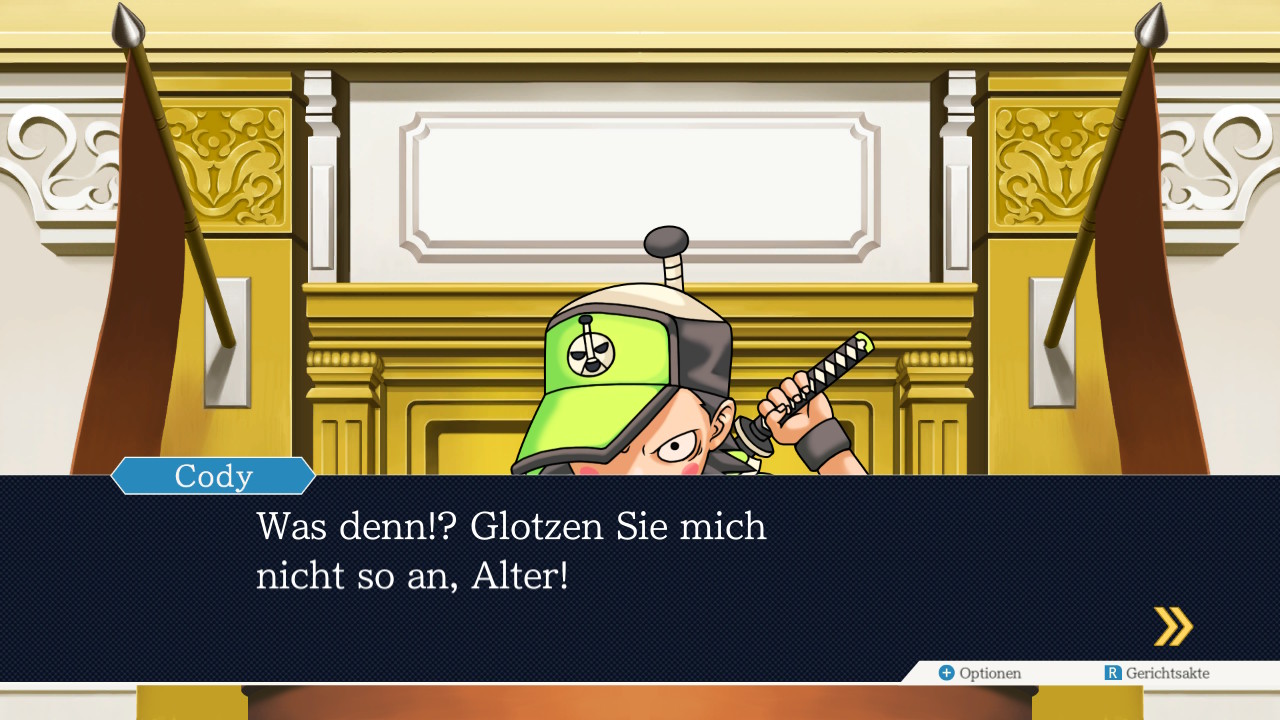 Cody
Was denn!? Glotzen Sie mich
nicht so an, Alter!
+ Optionen
R Gerichtsakte